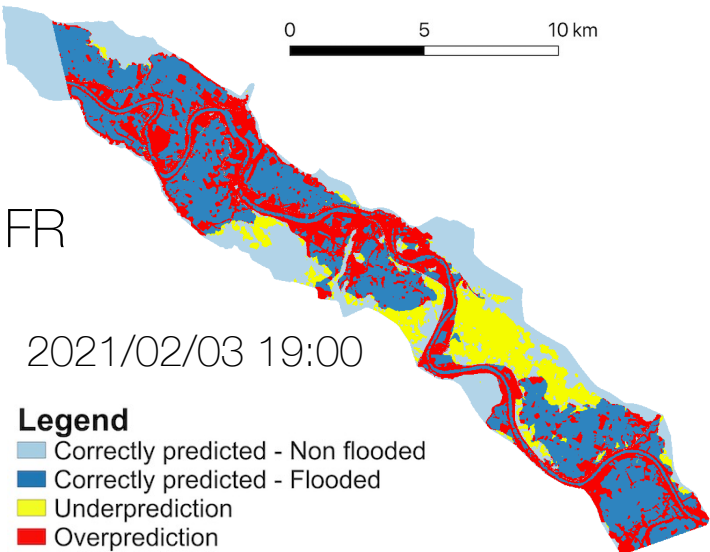 0 5 10 km
FR
2021/02/03 19:00
Legend
Correctly predicted - Non flooded
Correctly predicted - Flooded
Underprediction
Overprediction